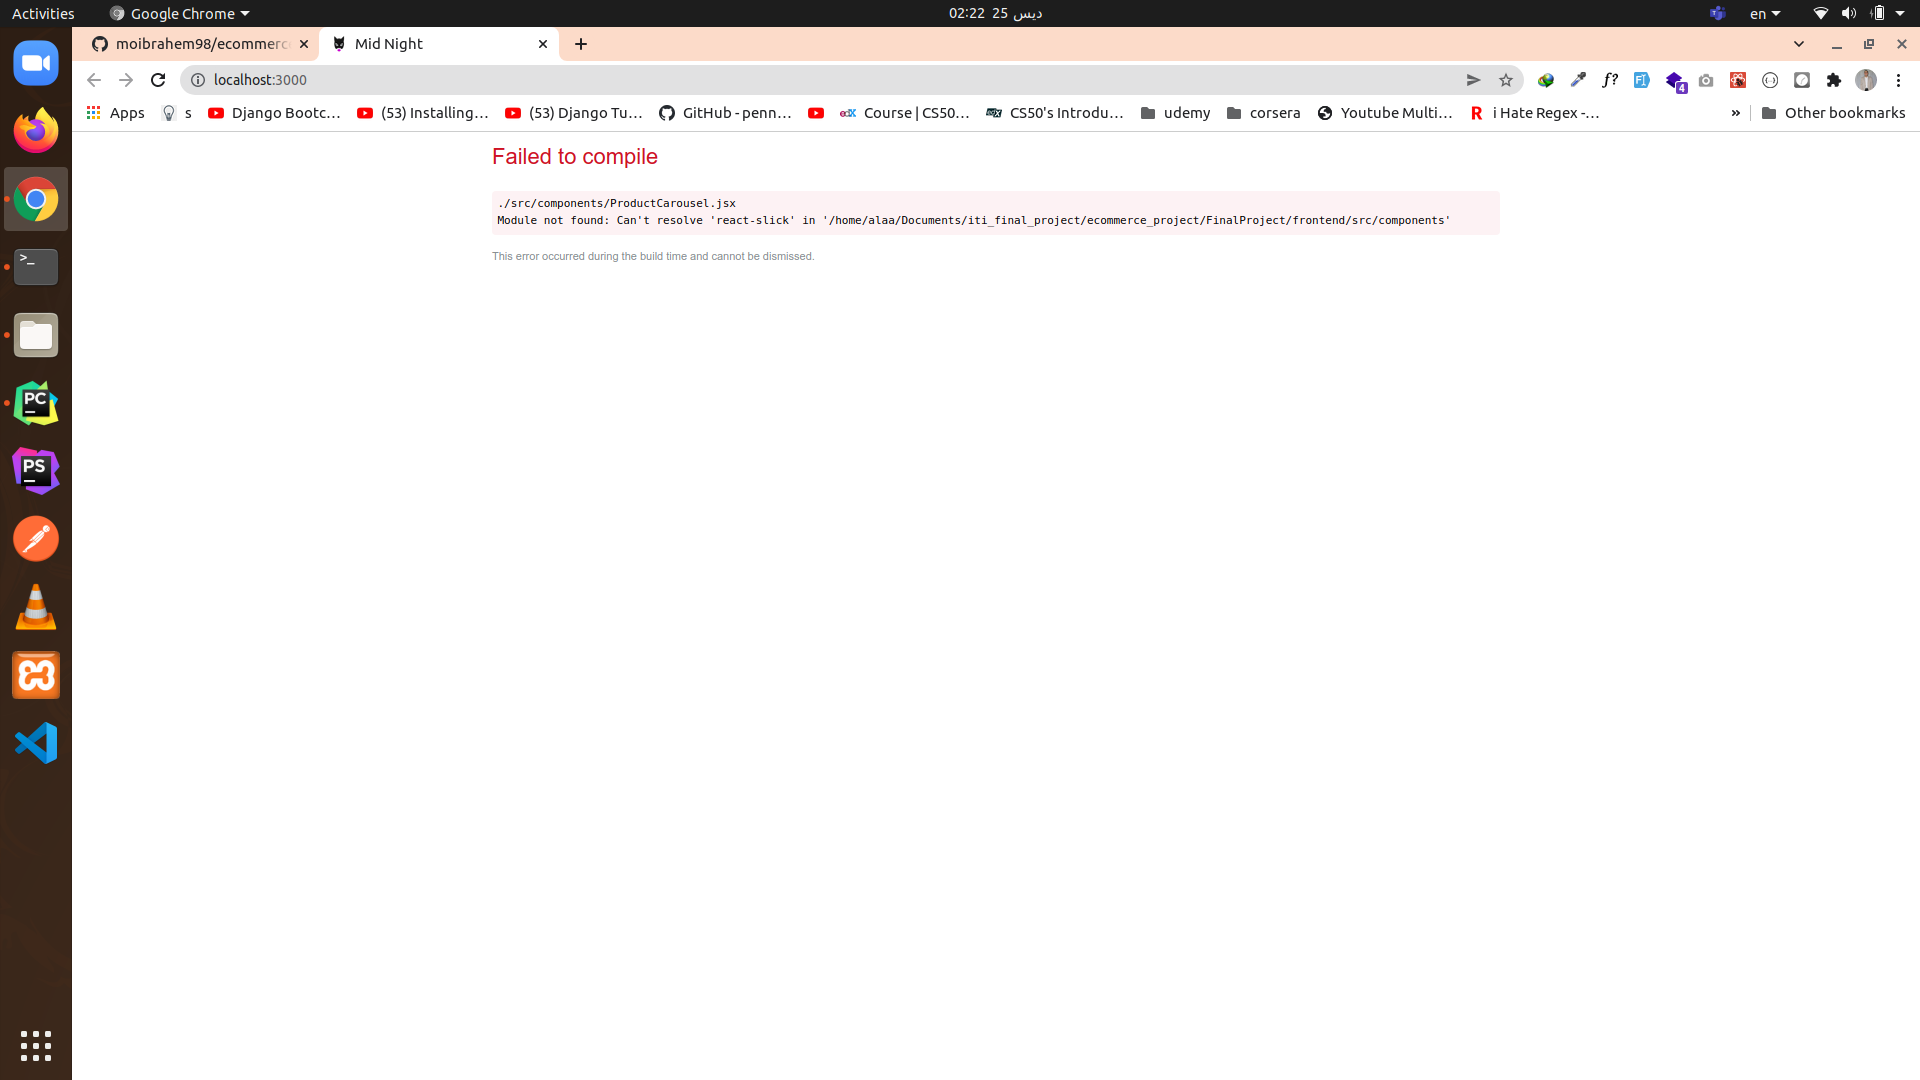 Activities
Google Chrome
02:22 25 ديس
en
moibrahem98/ecommerc
Mid Night
localhost:3000
f?
4
Apps
s
Django Bootc…
(53) Installing…
(53) Django Tu…
GitHub - penn…
edX
Course | CS50…
CS50's Introdu…
udemy
corsera
Youtube Multi…
R
i Hate Regex -…
»
Other bookmarks
Failed to compile
./src/components/ProductCarousel.jsx
Module not found: Can't resolve 'react-slick' in '/home/alaa/Documents/iti_final_project/ecommerce_project/FinalProject/frontend/src/components'
This error occurred during the build time and cannot be dismissed.
>_
PC
PS